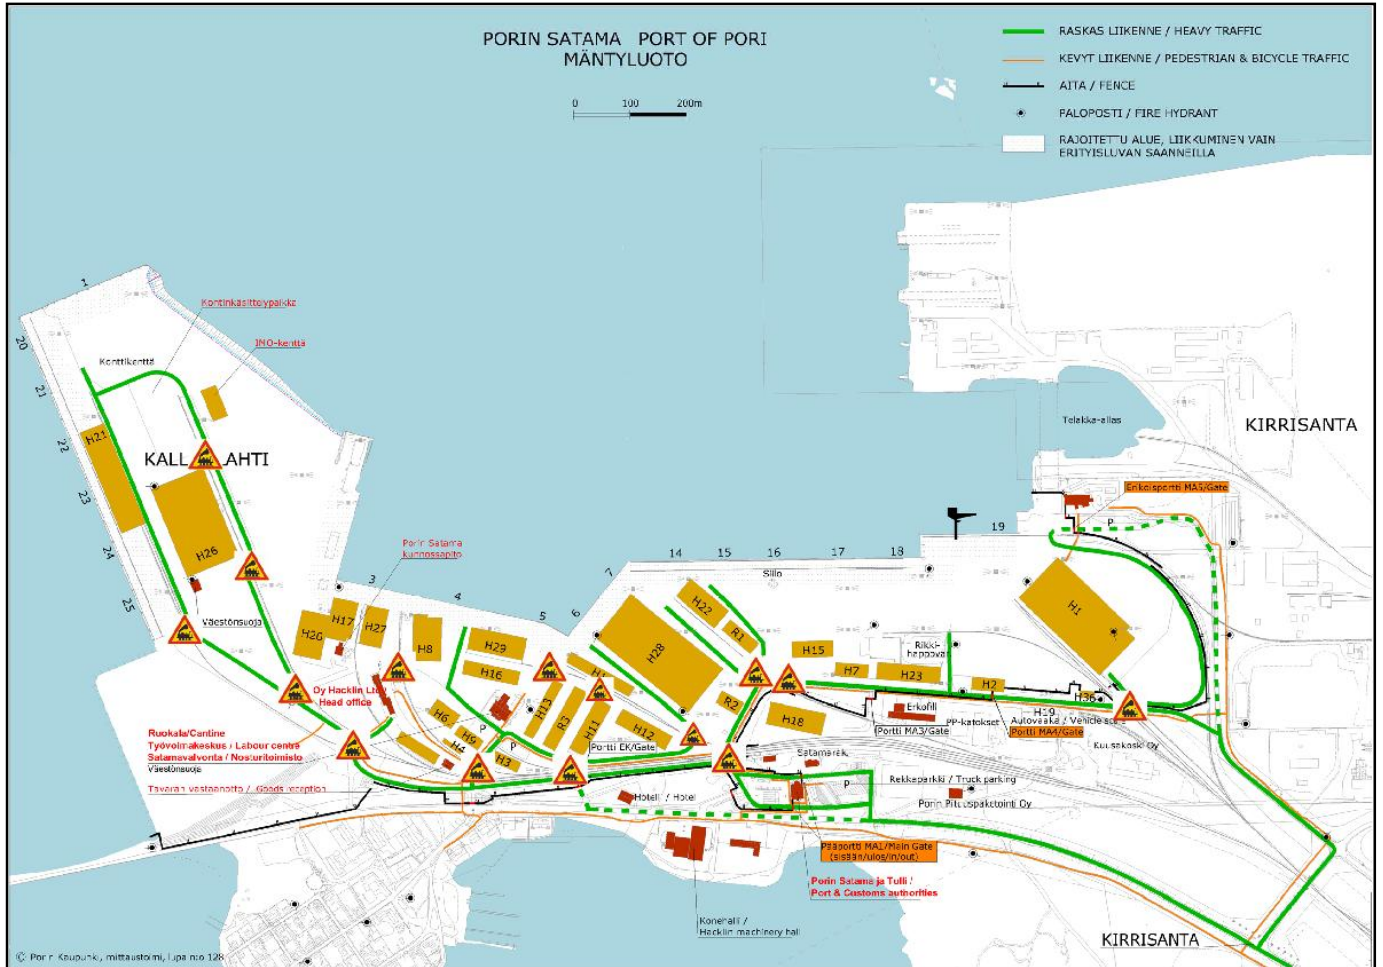 PORIN SATAMA PORT OF PORI
MÄNTYLUOTO
0 100 200m
RASKAS LIIKENNE / HEAVY TRAFFIC
KEVYT LIIKENNE / PEDESTRIAN & BICYCLE TRAFFIC
AITA / FENCE
PALOPOSTI / FIRE HYDRANT
RAJOITETTU ALUE, LIIKKUMINEN VAIN
ERITYISLUVAN SAANNEILLA
1
20
21
22
23
24
25
Konttikenttä
Kontinkäsittelypaikka
IMO-kenttä
H21
KALL AHTI
H26
Väestönsuoja
Porin Satama
kunnossapito
3
4
5
6
7
14
15
16
17
18
19
Siilo
Telakka-allas
KIRRISANTA
Erikoisportti MA5/Gate
P
H1
H20
H17
H27
H8
H29
H16
H28
H22
R1
R2
H15
H7
H23
H2
H36
H19
H18
Rikki-
happovar.
Erkofill
PP-katokset
Autovaaka / Vehicle scale
Portti MA3/Gate
Portti MA4/Gate
Kuusakoski Oy
Oy Hacklin Ltd
Head office
H6
H9
H4
H3
P
P
H13
R3
H11
H12
Portti EK/Gate
Satamarak.
Rekkaparkki / Truck parking
P
Porin Pituuspaketointi Oy
Ruokala/Cantine
Työvoimakeskus / Labour centre
Satamavalvonta / Nosturitoimisto
Väestönsuoja
Tavaran vastaanotto / Goods reception
Hotelli / Hotel
Pääportti MA1/Main Gate
(sisään/ulos/in/out)
Porin Satama ja Tulli /
Port & Customs authorities
Konehalli /
Hacklin machinery hall
KIRRISANTA
© Porin Kaupunki, mittaustoimi, lupa n:o 128